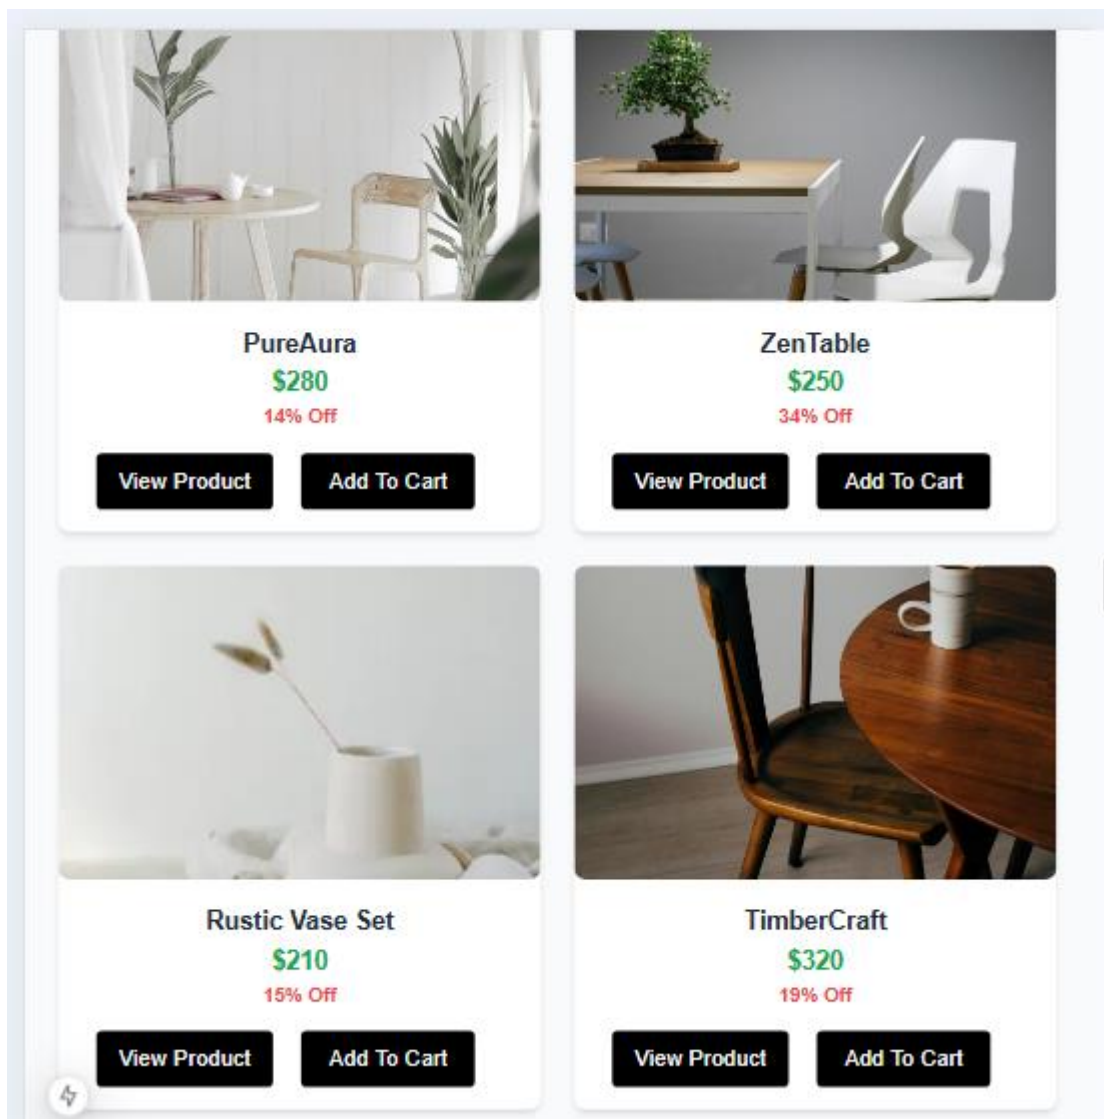 PureAura
$280
14% Off
View Product Add To Cart
ZenTable
$250
34% Off
View Product Add To Cart
Rustic Vase Set
$210
15% Off
View Product Add To Cart
TimberCraft
$320
19% Off
View Product Add To Cart